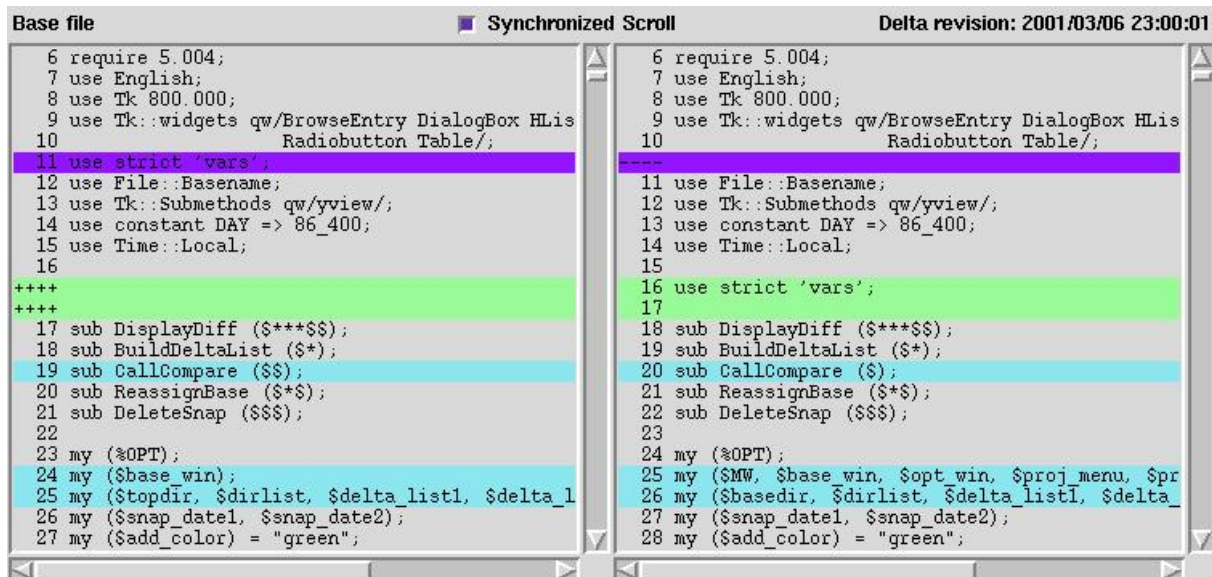 Base file
Synchronized Scroll
Delta revision: 2001/03/06 23:00:01
6 require 5.004;
7 use English;
8 use Tk 800.000;
9 use Tk::widgets qw/BrowseEntry DialogBox HLis
10 Radiobutton Table/;
11 use strict 'vars';
12 use File::Basename;
13 use Tk::Submethods qw/yview/;
14 use constant DAY => 86_400;
15 use Time::Local;
16
++++
++++
17 sub DisplayDiff ($***$$);
18 sub BuildDeltaList ($*);
19 sub CallCompare ($$);
20 sub ReassignBase ($*$);
21 sub DeleteSnap ($$$);
22
23 my (%OPT);
24 my ($base_win);
25 my ($topdir, $dirlist, $delta_list1, $delta_l
26 my ($snap_date1, $snap_date2);
27 my ($add_color) = "green";
6 require 5.004;
7 use English;
8 use Tk 800.000;
9 use Tk::widgets qw/BrowseEntry DialogBox HLis
10 Radiobutton Table/;
----
11 use File::Basename;
12 use Tk::Submethods qw/yview/;
13 use constant DAY => 86_400;
14 use Time::Local;
15
16 use strict 'vars';
17
18 sub DisplayDiff ($***$$);
19 sub BuildDeltaList ($*);
20 sub CallCompare ($);
21 sub ReassignBase ($*$);
22 sub DeleteSnap ($$$);
23
24 my (%OPT);
25 my ($MW, $base_win, $opt_win, $proj_menu, $pr
26 my ($basedir, $dirlist, $delta_list1, $delta_
27 my ($snap_date1, $snap_date2);
28 my ($add_color) = "green";